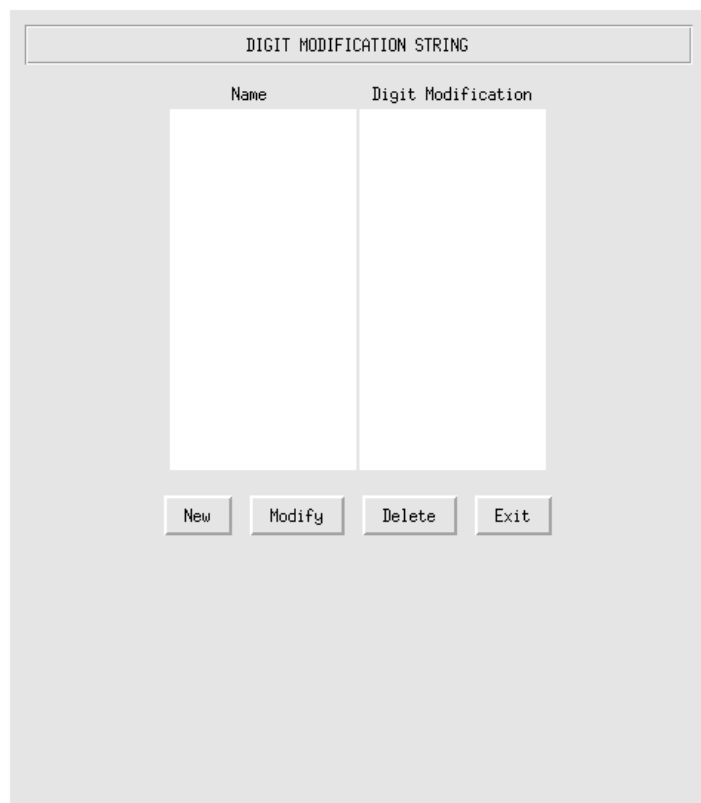 DIGIT MODIFICATION STRING
Name Digit Modification
New Modify Delete Exit